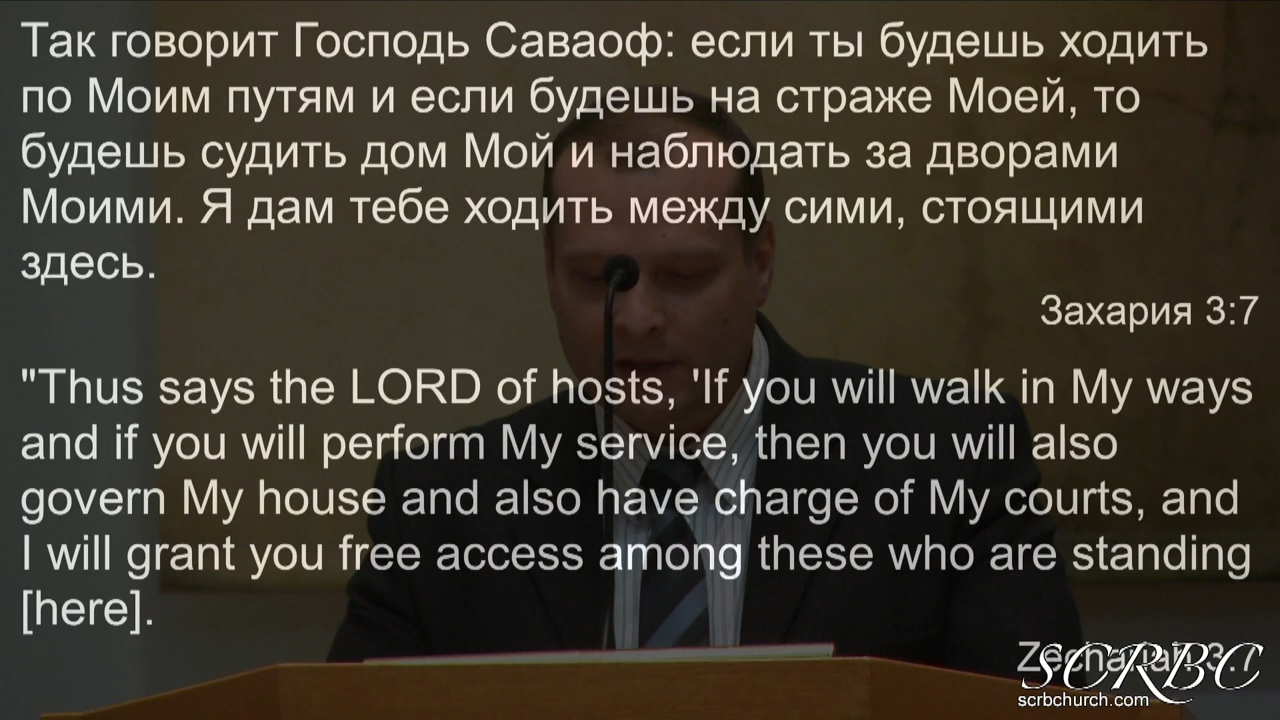 Так говорит Господь Саваоф: если ты будешь ходить
по Моим путям и если будешь на страже Моей, то
будешь судить дом Мой и наблюдать за дворами
Моими. Я дам тебе ходить между сими, стоящими
здесь.
Захария 3:7
"Thus says the LORD of hosts, 'If you will walk in My ways
and if you will perform My service, then you will also
govern My house and also have charge of My courts, and
I will grant you free access among these who are standing
[here].
Zechariah 3:7
SCRBC
scrbchurch.com